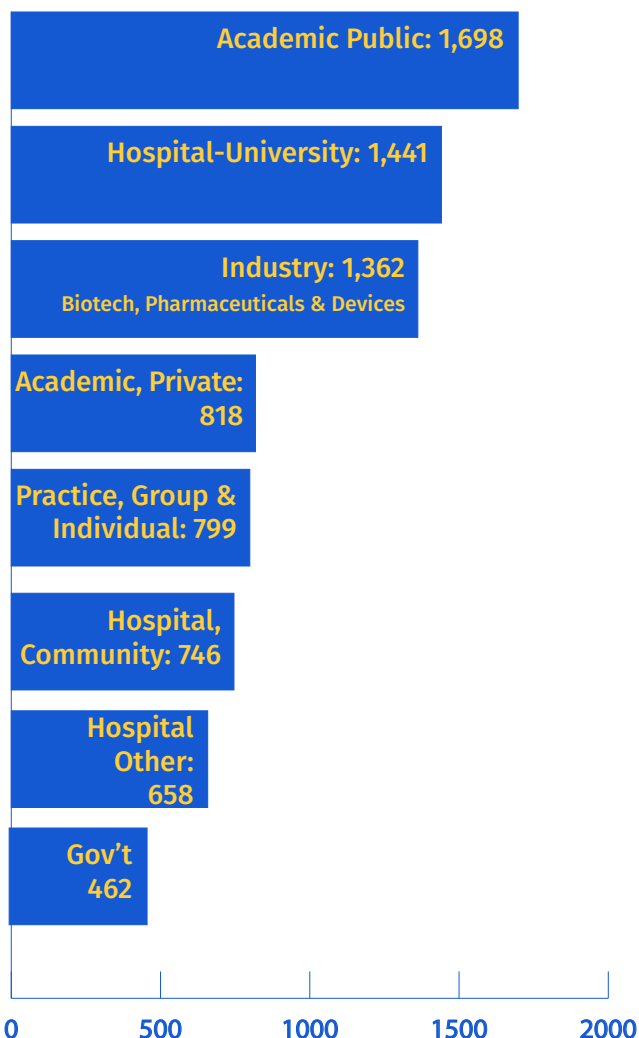 Academic Public: 1,698
Hospital-University: 1,441
Industry: 1,362
Biotech, Pharmaceuticals & Devices
Academic, Private:
818
Practice, Group &
Individual: 799
Hospital,
Community: 746
Hospital
Other:
658
Gov’t
462
0 500 1000 1500 2000